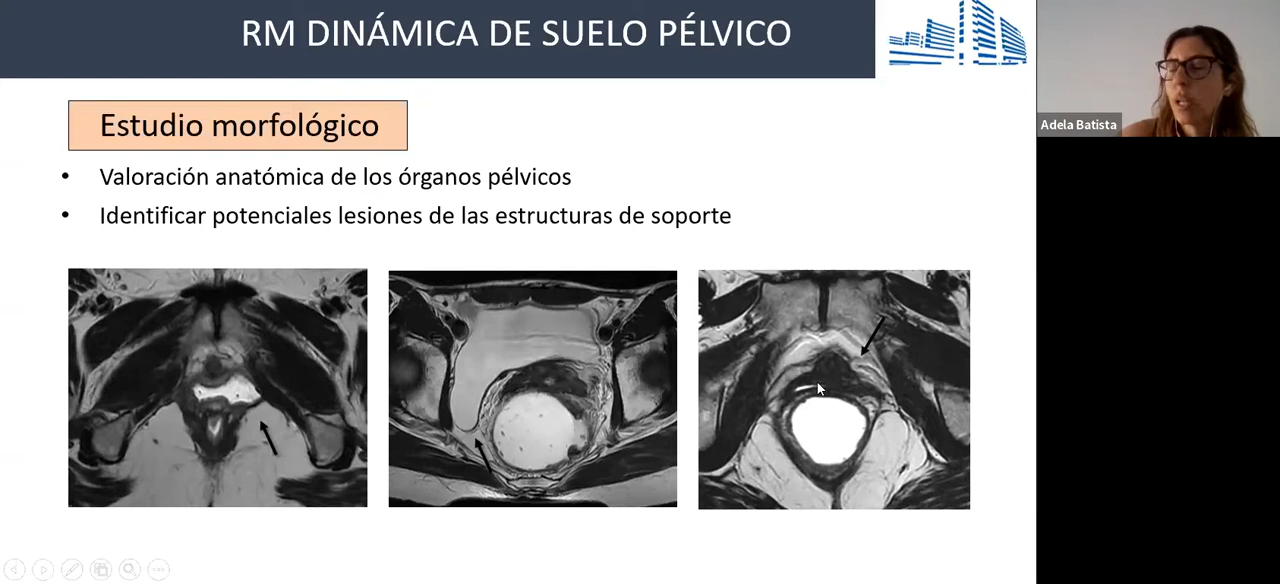 RM DINÁMICA DE SUELO PÉLVICO
Estudio morfológico
• Valoración anatómica de los órganos pélvicos
• Identificar potenciales lesiones de las estructuras de soporte
Adela Batista